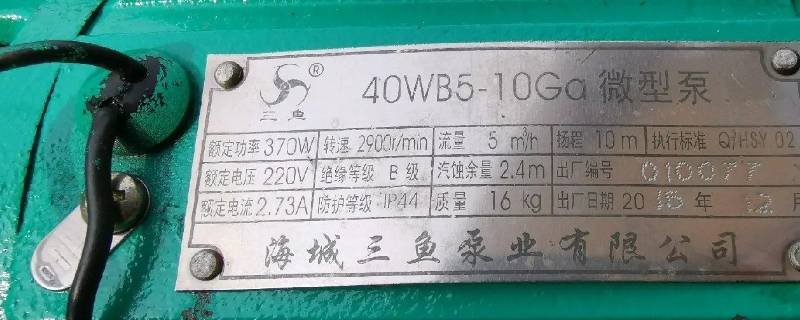 三鱼 ® 40WB5-10Ga 微型泵
额定功率 370W 转速 2900r/min 流量 5 m³/h 扬程 10 m 执行标准 Q/HSY 02
额定电压 220V 绝缘等级 B 级 汽蚀余量 2.4m 出厂编号 010077
额定电流 2.73A 防护等级 IP44 质量 16 kg 出厂日期 20 18 年 12 月
海城三鱼泵业有限公司